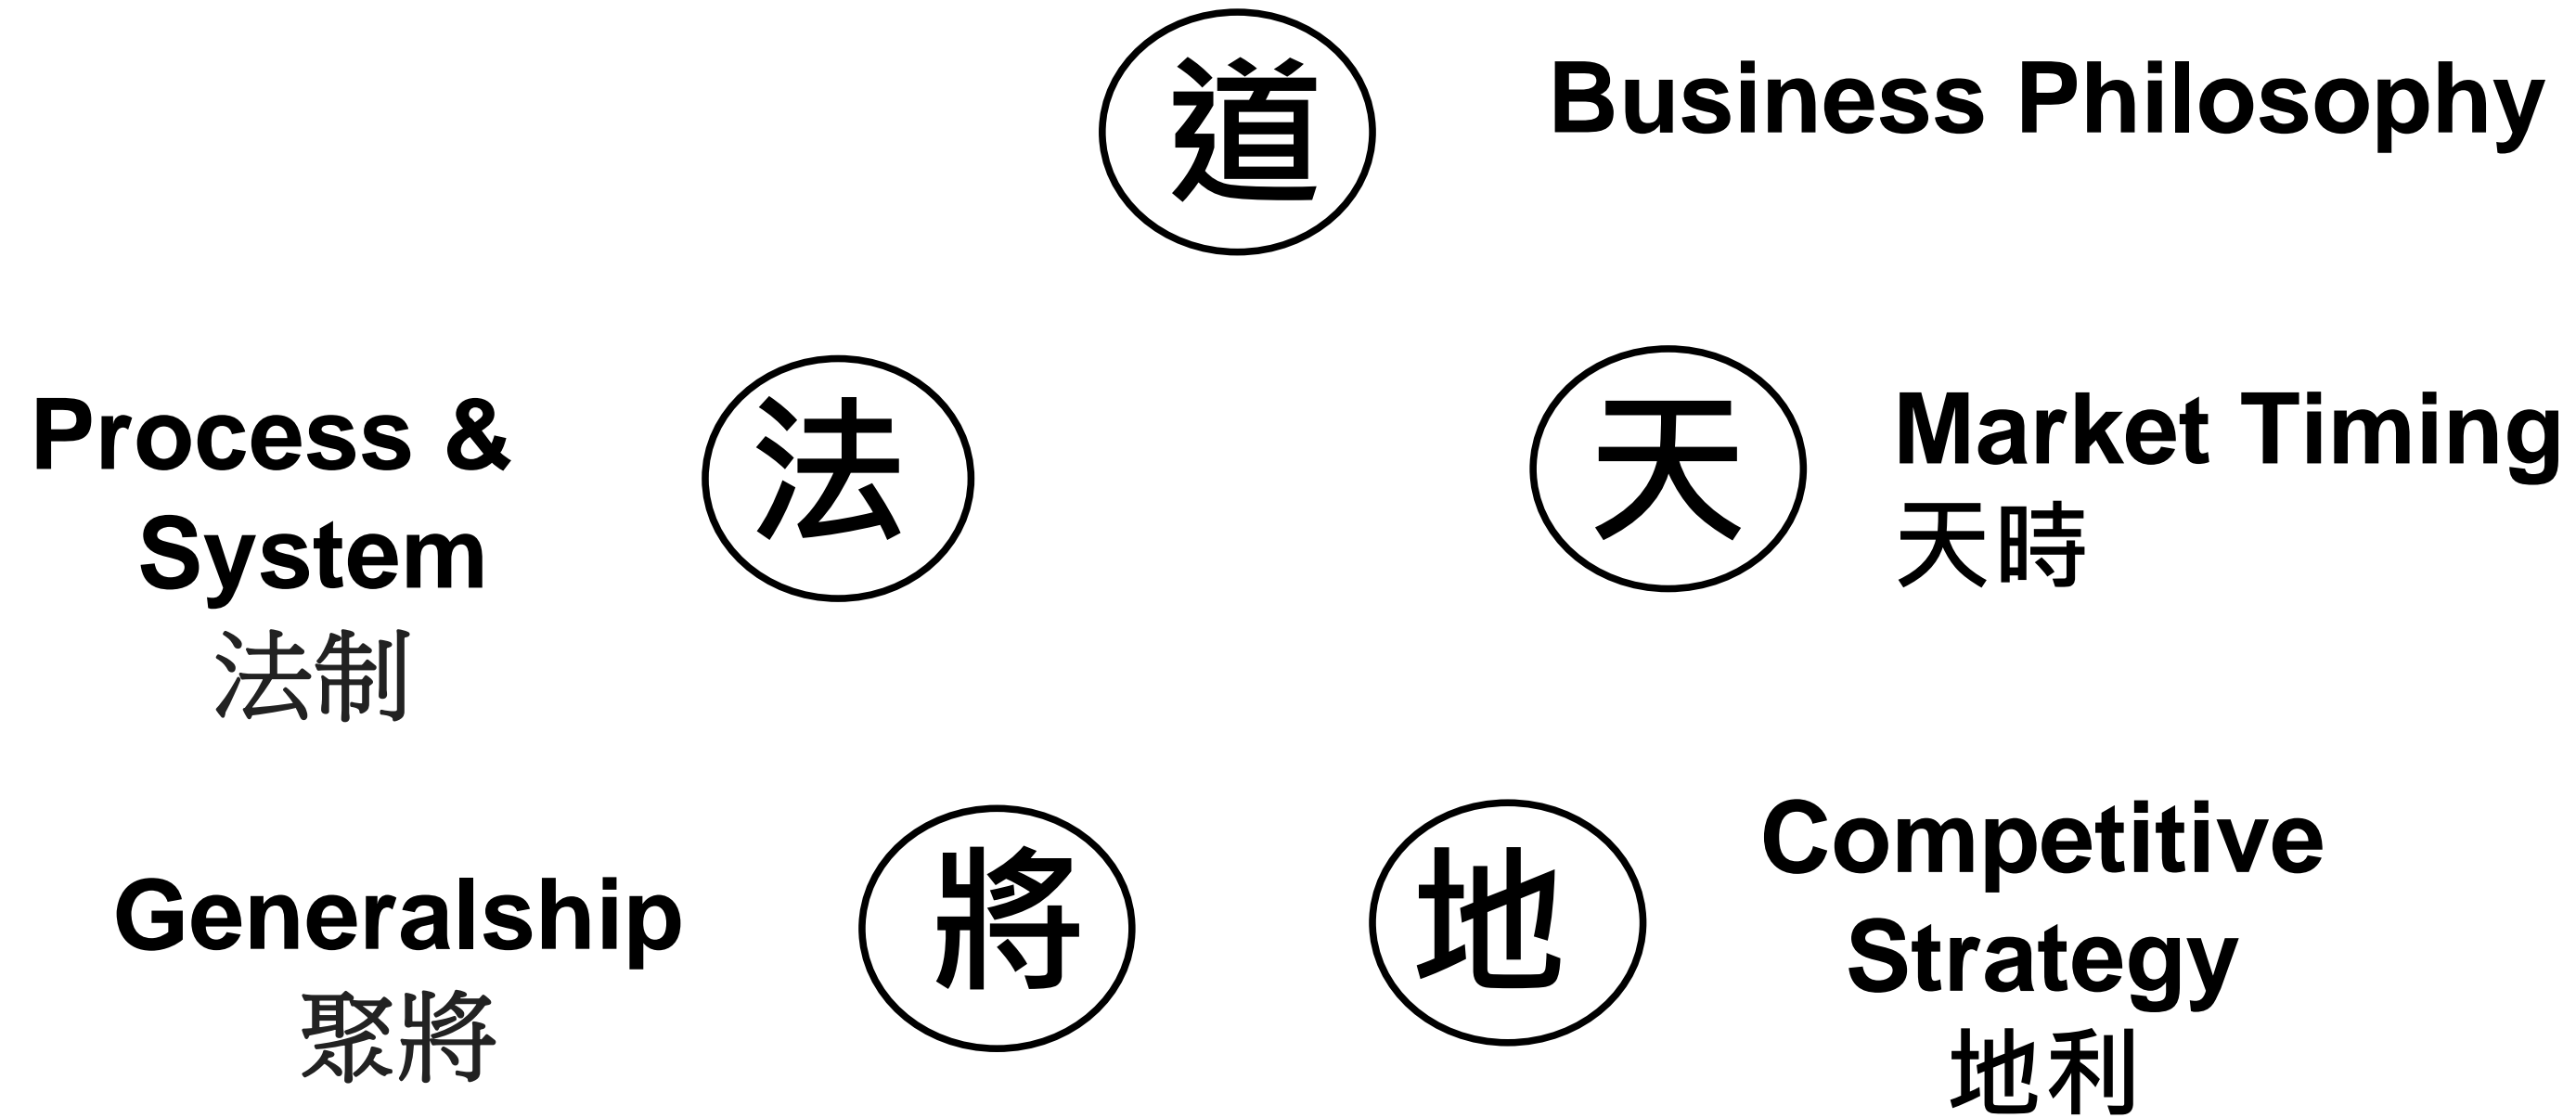 道
Business Philosophy
法
Process &
System
法制
天
Market Timing
天時
將
Generalship
聚將
地
Competitive
Strategy
地利